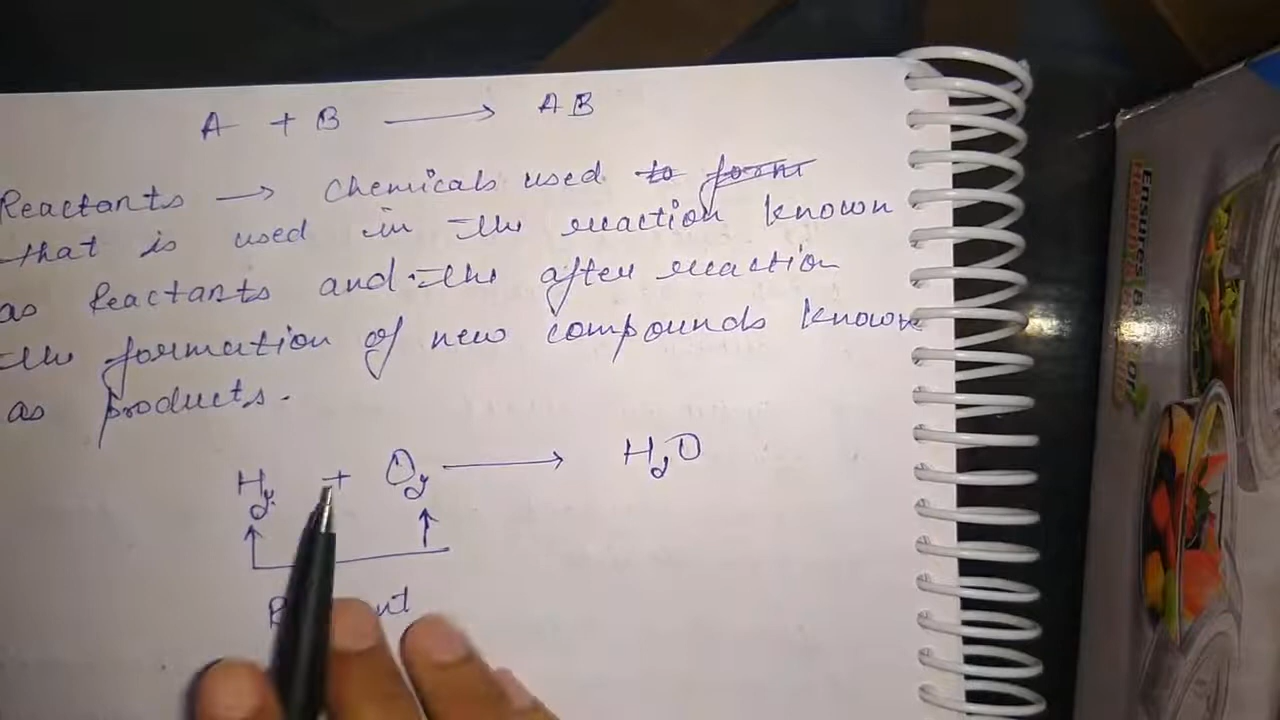 A + B → AB
Reactants → Chemicals used to form
that is used in the reaction known
as Reactants and the after reaction
the formation of new compounds known
as products.
H₂ + O₂ → H₂O
Ensures